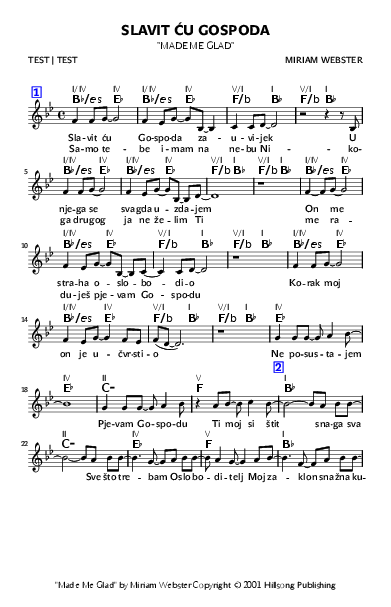 SLAVIT ĆU GOSPODA
"MADE ME GLAD"
TEST | TEST MIRIAM WEBSTER
1
I/IV IV I/IV IV V/I I V/I I
B♭/es E♭ B♭/es E♭ F/b B♭ F/b B♭
Sla-vit ću Go-spo-da za-u-vi-jek U
Sa-mo te-be i-mam na ne-bu Ni-ko-
5
I/IV IV I/IV IV V/I I V/I I I/IV IV
B♭/es E♭ B♭/es E♭ F/b B♭ F/b B♭ B♭/es E♭
nje-ga se svagda u-zda-jem On me
ga drugog ja ne že-lim Ti me ra-
10
I/IV IV V/I I V/I I I/IV IV
B♭/es E♭ F/b B♭ F/b B♭ B♭/es E♭
stra-ha o-slo-bo-di-o Ko-rak moj
du-ješ pje-vam Go-spo-du
14
I/IV IV V/I I V/I I IV
B♭/es E♭ F/b B♭ F/b B♭ E♭
on je u-čvr-sti-o Ne po-sus-ta-jem
2
18
IV II V I
E♭ C– F B♭
Pje-vam Go-spo-du Ti moj si štit sna-ga sva
22
II IV V I
C– E♭ F B♭
Sve što tre-bam Oslobo-di-telj Moj za-klon snažna ku-
"Made Me Glad" by Miriam Webster Copyright © 2001 Hillsong Publishing